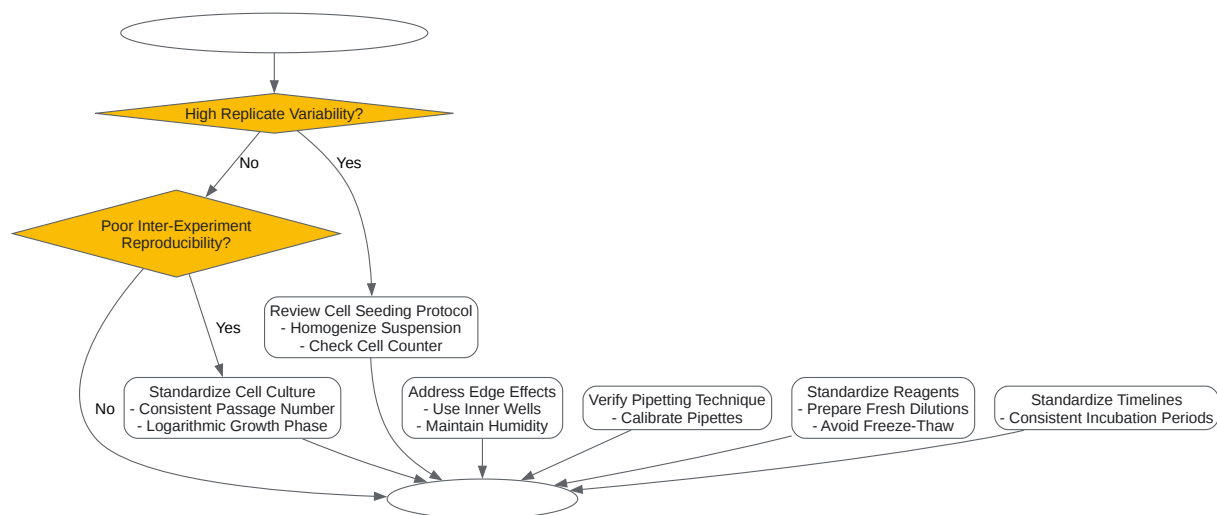 High Replicate Variability?
No
Yes
Poor Inter-Experiment
Reproducibility?
Review Cell Seeding Protocol
- Homogenize Suspension
- Check Cell Counter
Yes
No
Standardize Cell Culture
- Consistent Passage Number
- Logarithmic Growth Phase
Address Edge Effects
- Use Inner Wells
- Maintain Humidity
Verify Pipetting Technique
- Calibrate Pipettes
Standardize Reagents
- Prepare Fresh Dilutions
- Avoid Freeze-Thaw
Standardize Timelines
- Consistent Incubation Periods